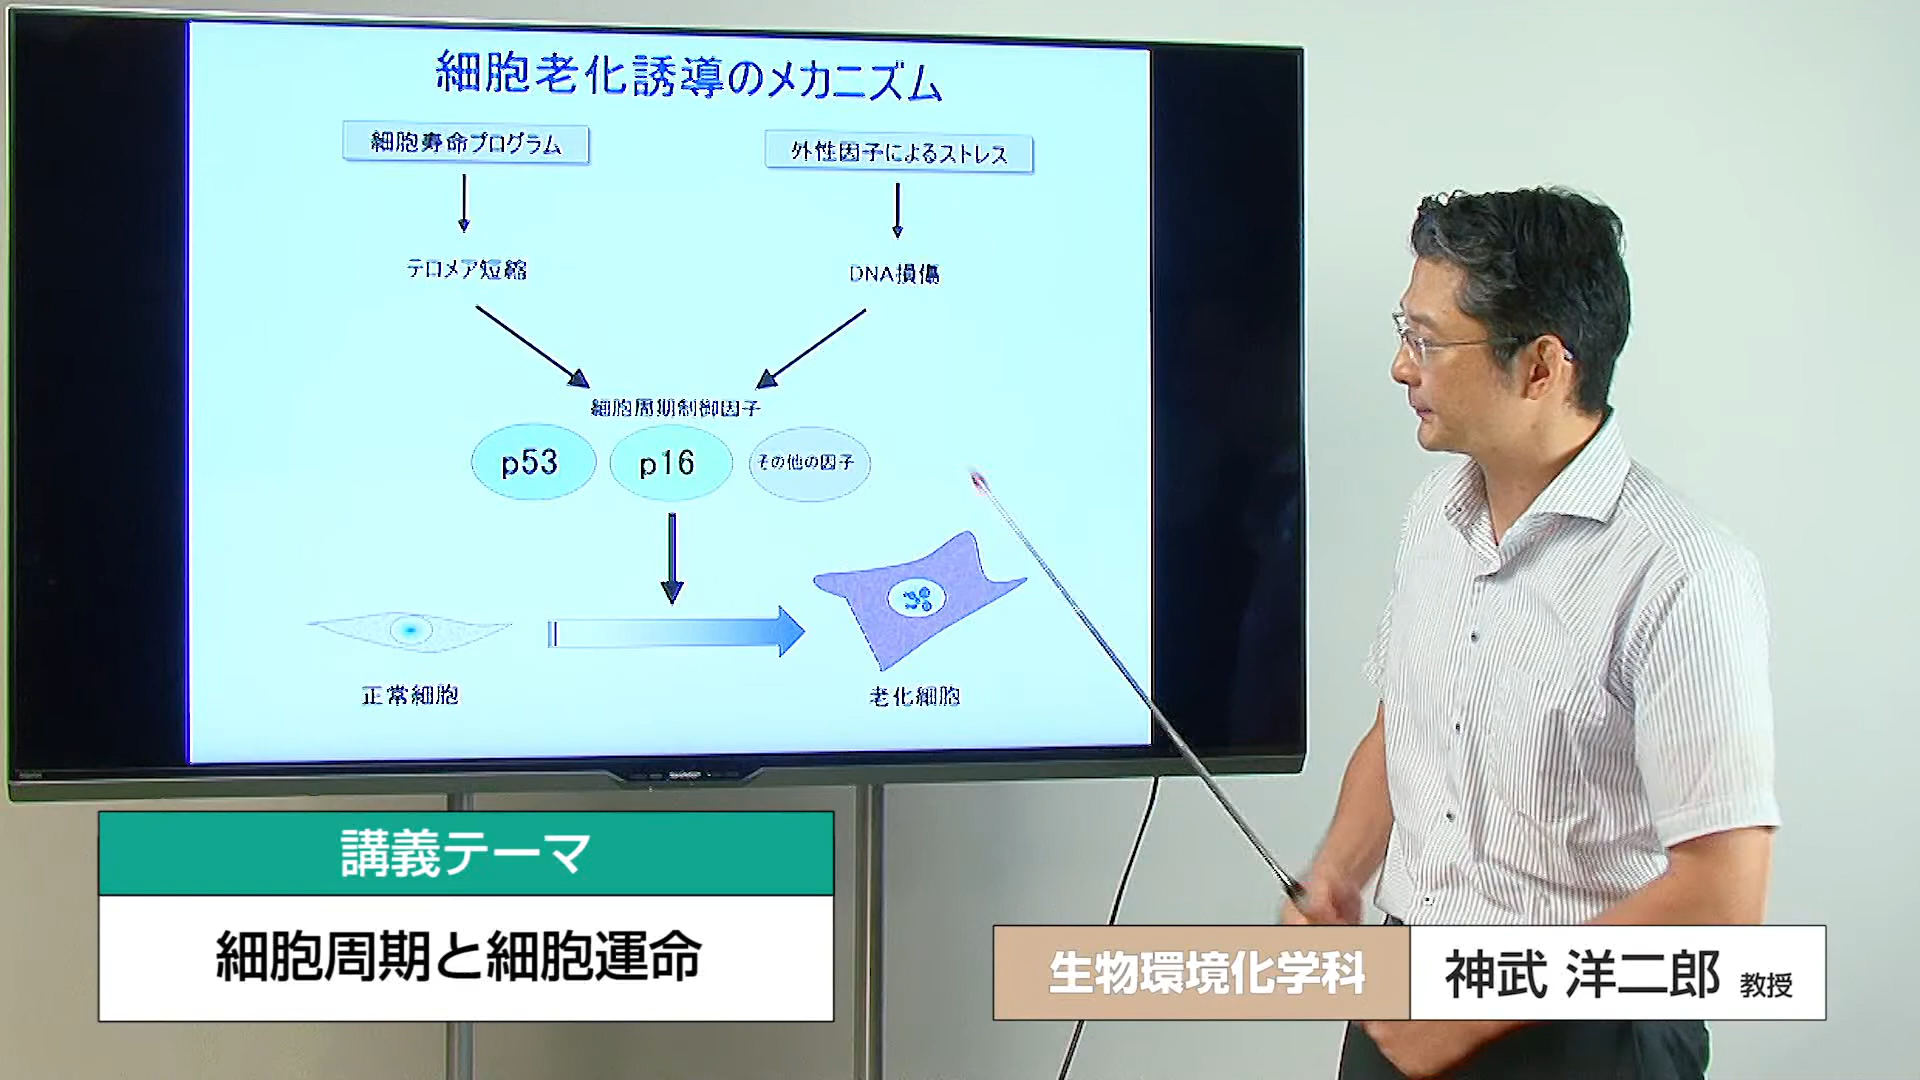 細胞老化誘導のメカニズム
細胞寿命プログラム
外性因子によるストレス
テロメア短縮
DNA損傷
細胞周期制御因子
p53
p16
その他の因子
正常細胞
老化細胞
講義テーマ
細胞周期と細胞運命
生物環境化学科
神武 洋二郎 教授